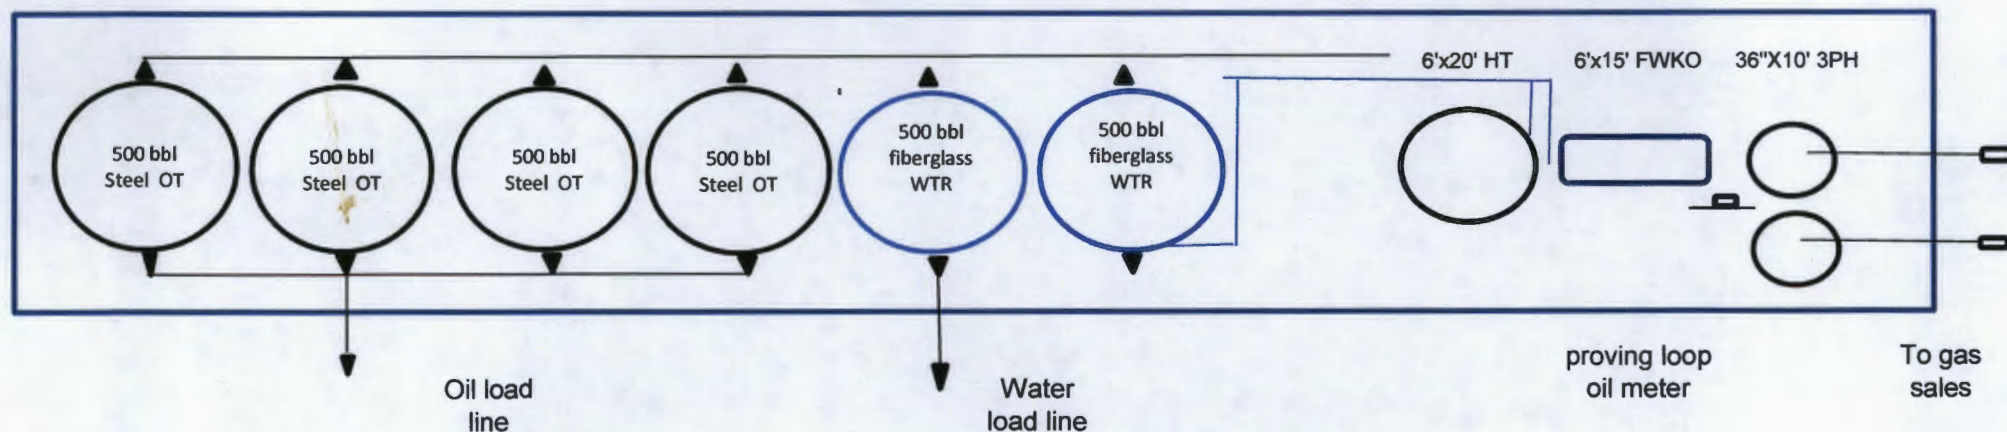 6'x20' HT
6'x15' FWKO
36"X10' 3PH
500 bbl
Steel OT
500 bbl
Steel OT
500 bbl
Steel OT
500 bbl
Steel OT
500 bbl
fiberglass
WTR
500 bbl
fiberglass
WTR
Oil load
line
Water
load line
proving loop
oil meter
To gas
sales